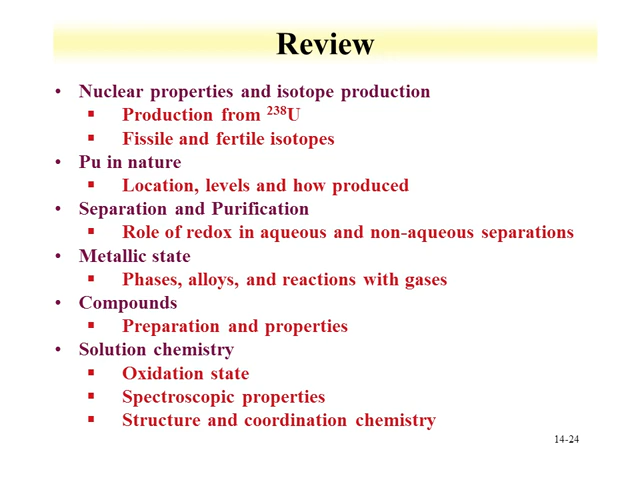 Review
• Nuclear properties and isotope production
▪ Production from ²³⁸U
▪ Fissile and fertile isotopes
• Pu in nature
▪ Location, levels and how produced
• Separation and Purification
▪ Role of redox in aqueous and non-aqueous separations
• Metallic state
▪ Phases, alloys, and reactions with gases
• Compounds
▪ Preparation and properties
• Solution chemistry
▪ Oxidation state
▪ Spectroscopic properties
▪ Structure and coordination chemistry
14-24